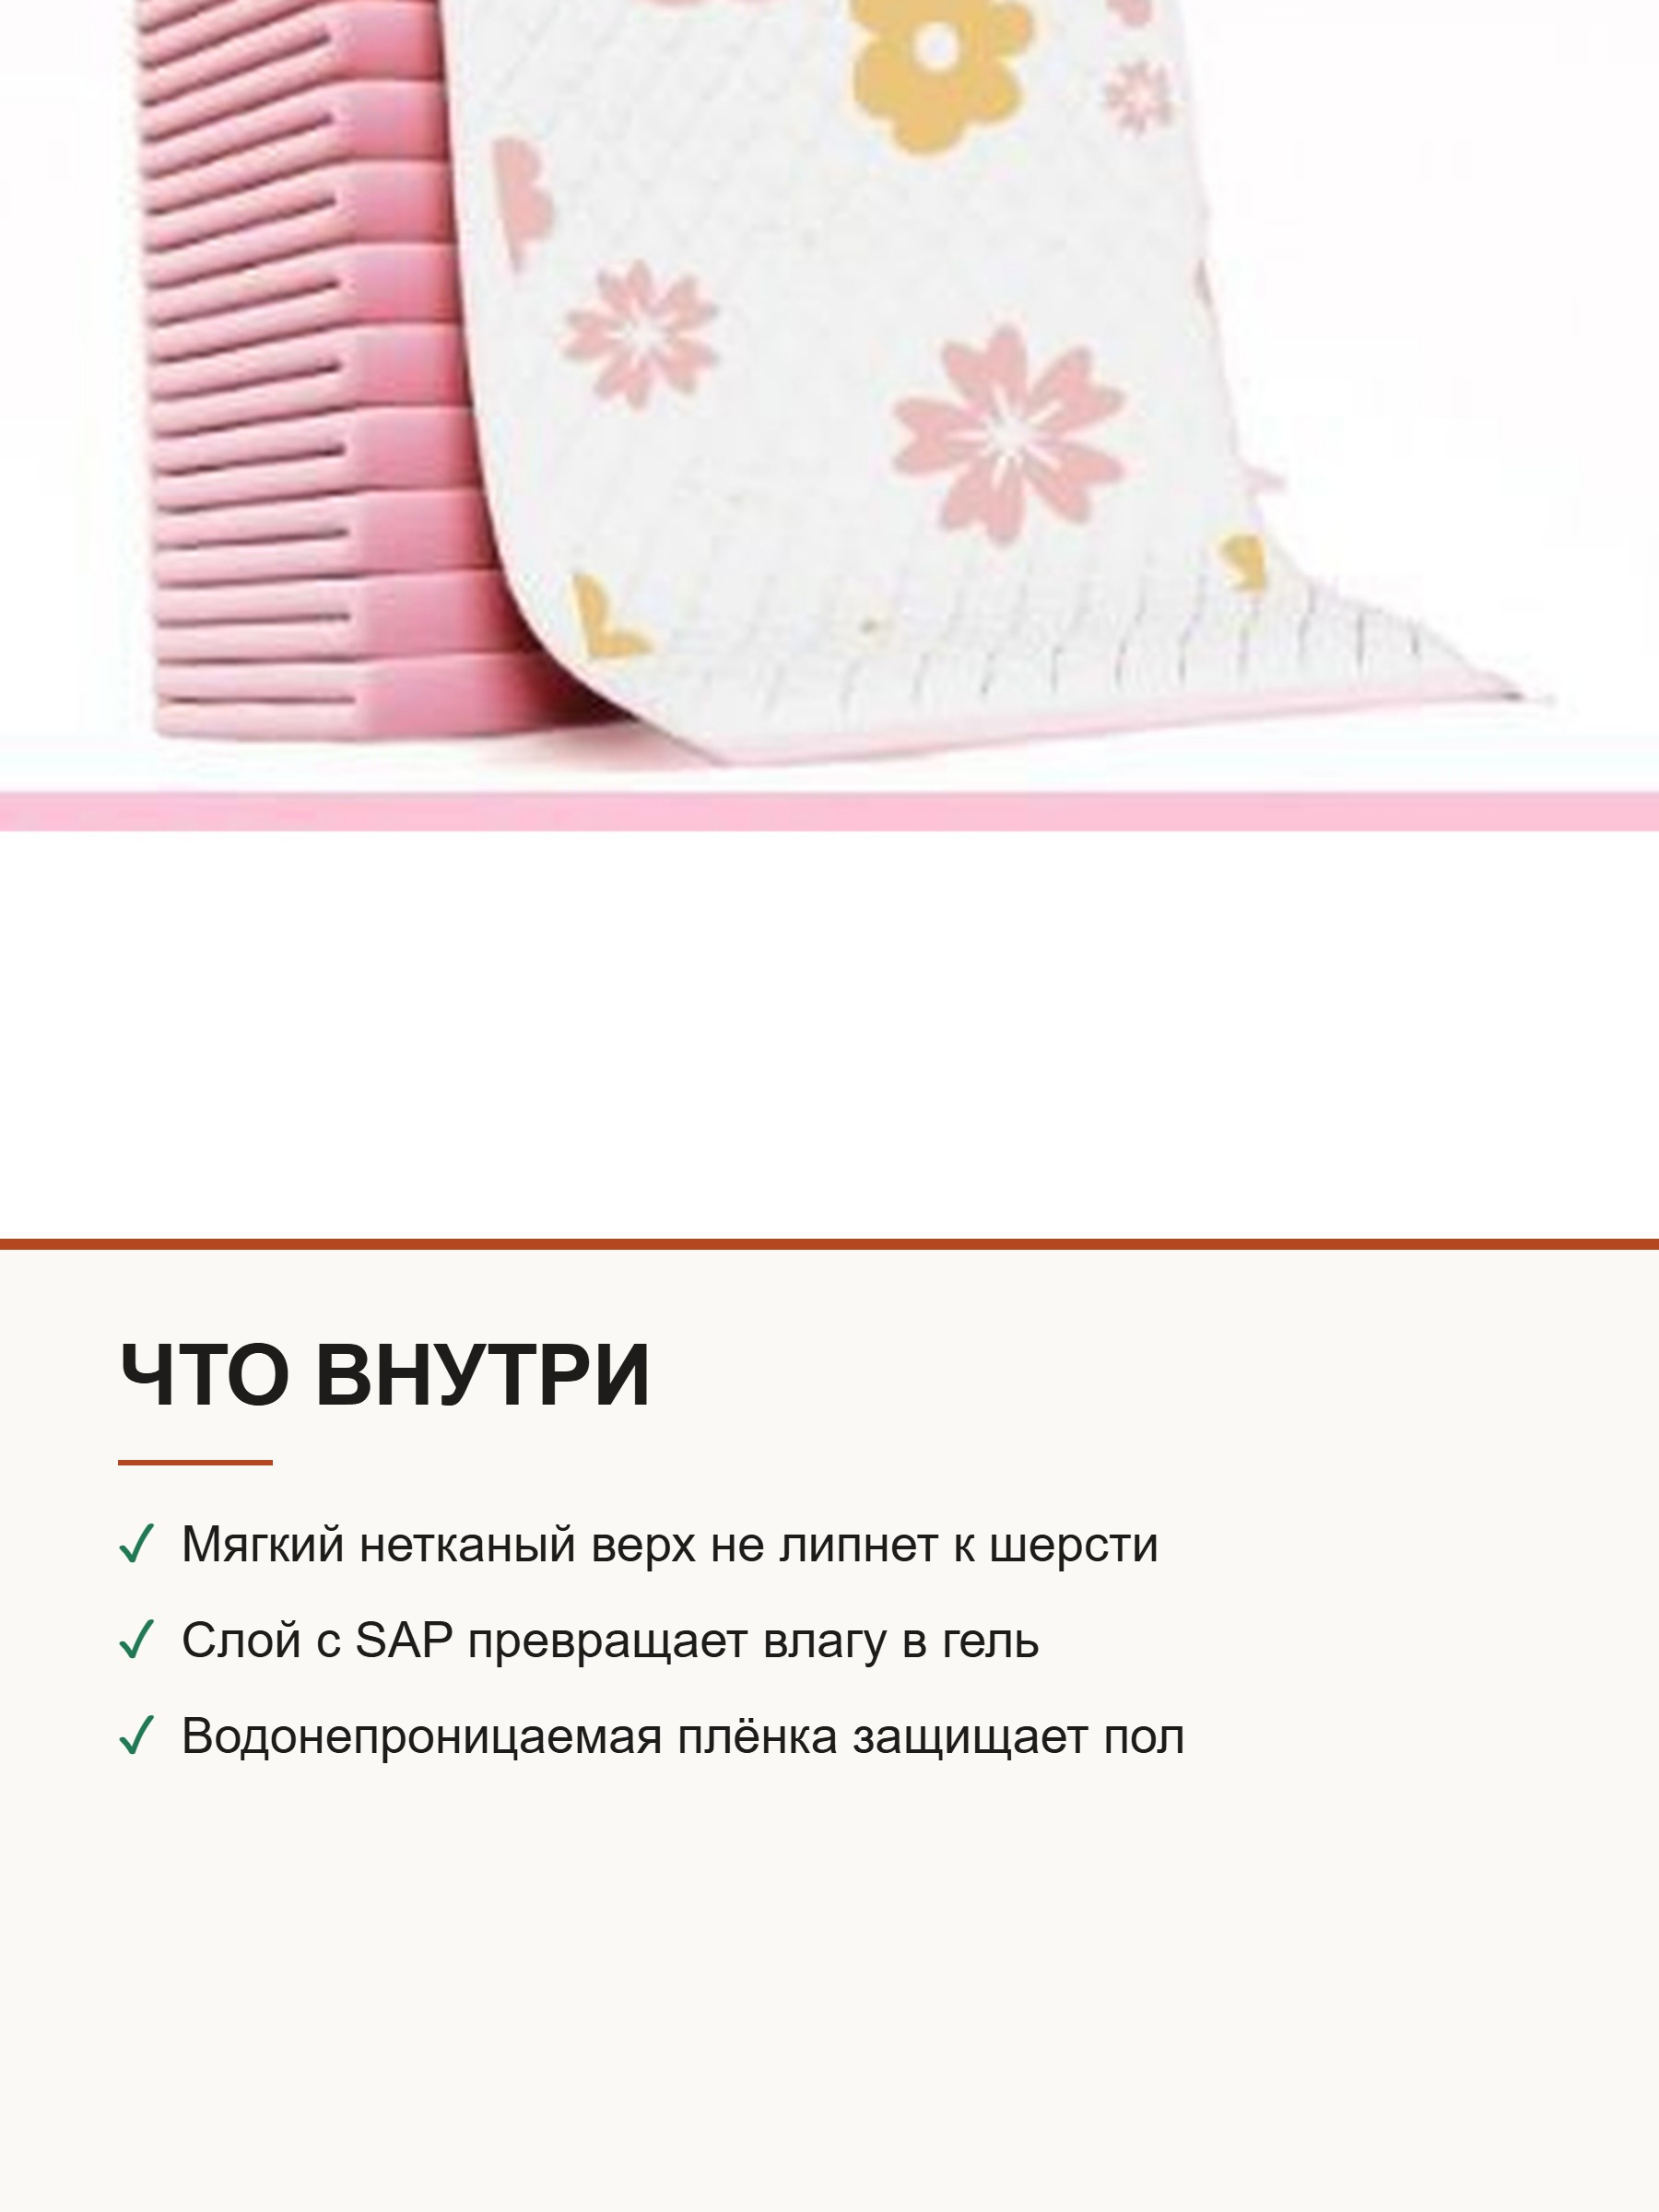 ЧТО ВНУТРИ
✓ Мягкий нетканый верх не липнет к шерсти
✓ Слой с SAP превращает влагу в гель
✓ Водонепроницаемая плёнка защищает пол